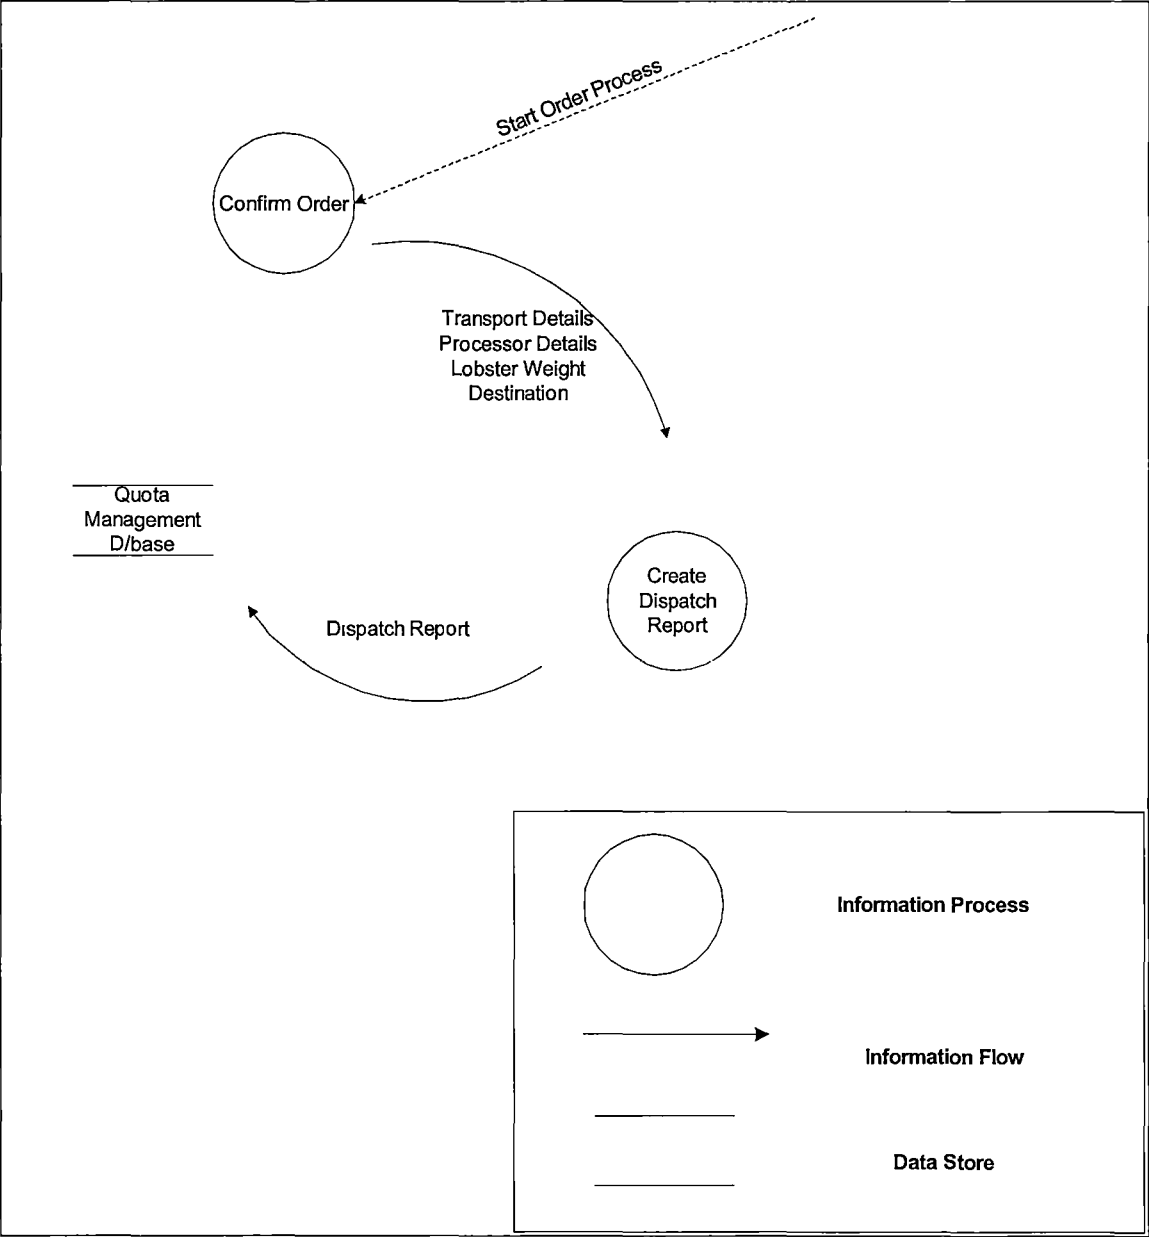 Start Order Process
Confirm Order
Transport Details
Processor Details
Lobster Weight
Destination
Quota
Management
D/base
Create
Dispatch
Report
Dispatch Report
Information Process
Information Flow
Data Store